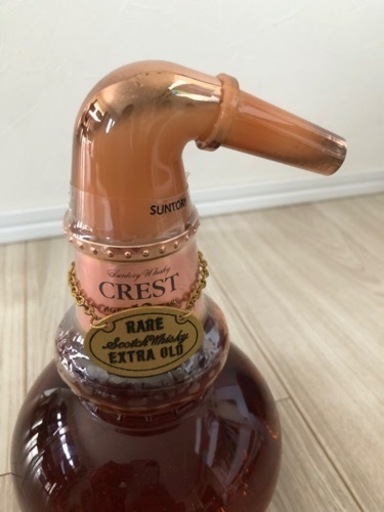 SUNTORY
Suntory Whisky
CREST
RARE
Scotch Whisky
EXTRA OLD